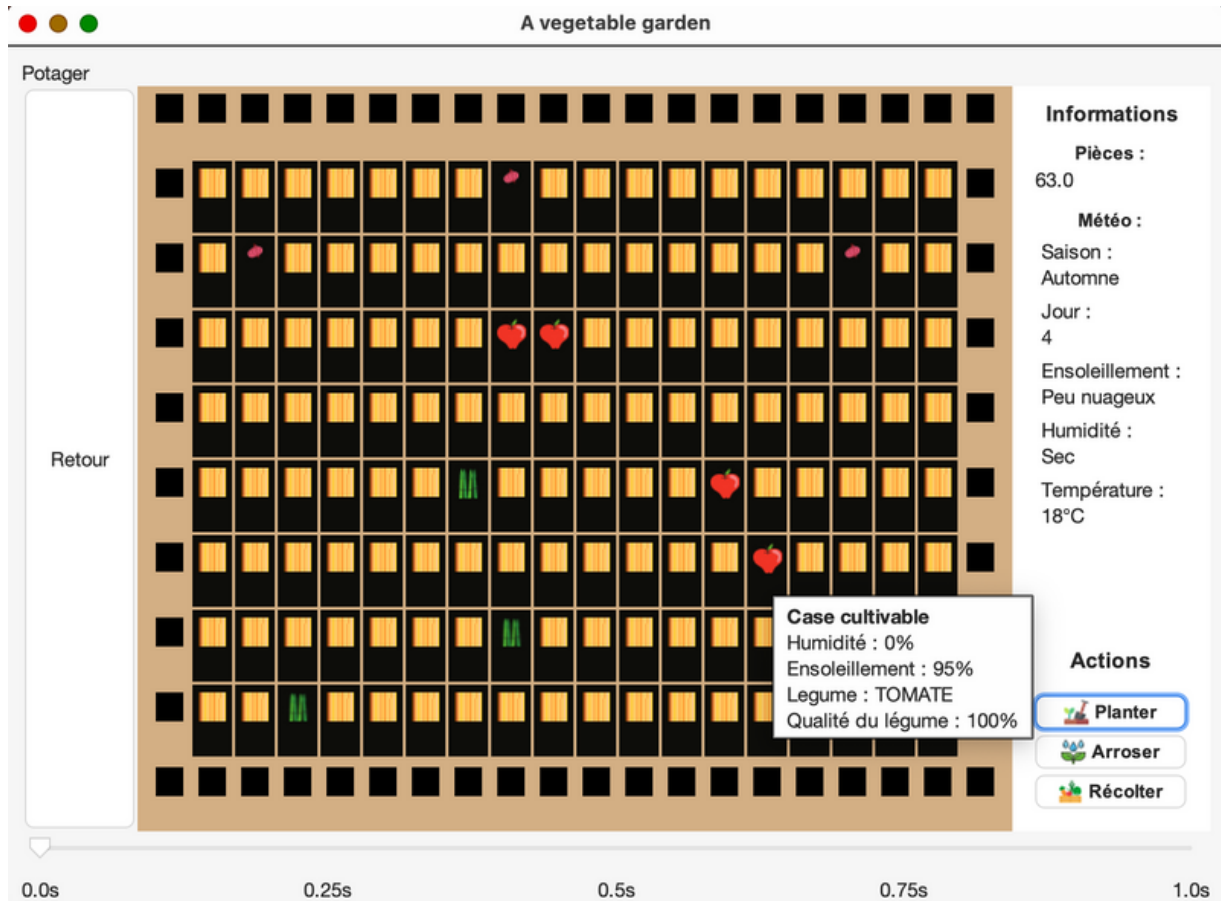 A vegetable garden
Potager
Retour
Informations
Pièces :
63.0
Météo :
Saison :
Automne
Jour :
4
Ensoleillement :
Peu nuageux
Humidité :
Sec
Température :
18°C
Case cultivable
Humidité : 0%
Ensoleillement : 95%
Legume : TOMATE
Qualité du légume : 100%
Actions
Planter
Arroser
Récolter
0.0s 0.25s 0.5s 0.75s 1.0s